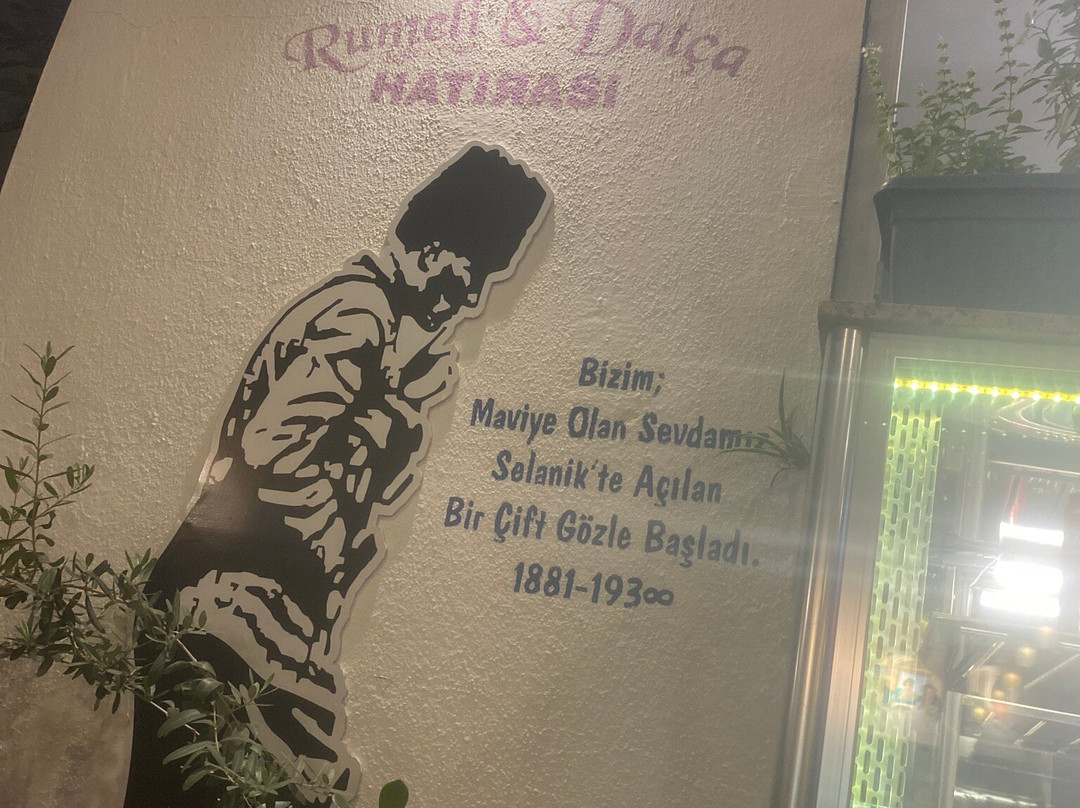 Rumeli & Datça
HATIRASI
Bizim;
Maviye Olan Sevdamız
Selanik'te Açılan
Bir Çift Gözle Başladı.
1881-193∞